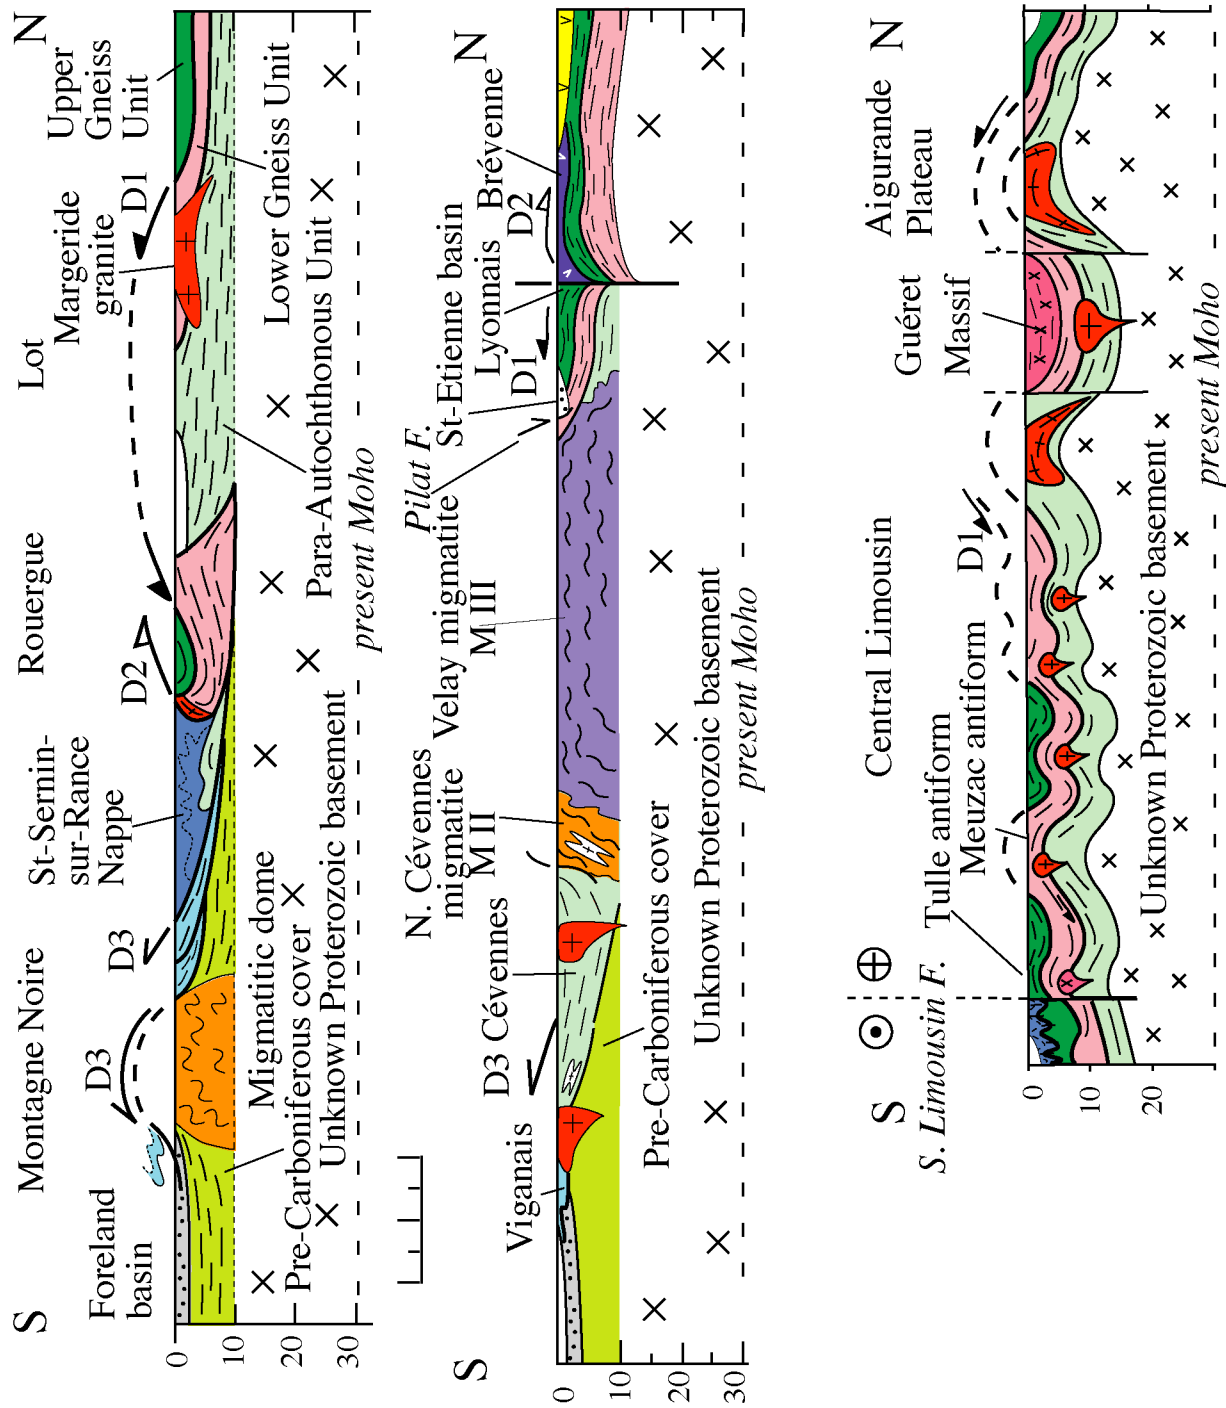 S
Foreland
basin
Montagne Noire
D3
D3
St-Sernin-
sur-Rance
Nappe
D2
Rouergue
Lot
Margeride
granite
D1
Upper
Gneiss
Unit
N
0
10
20
30
Pre-Carboniferous cover
Migmatitic dome
Unknown Proterozoic basement
Para-Autochthonous Unit
Lower Gneiss Unit
present Moho
S
Viganais
D3
Cévennes
N. Cévennes
migmatite
M II
Velay migmatite
M III
Pilat F.
St-Etienne basin
D1
Lyonnais
D2
Brévenne
N
0
10
20
30
Pre-Carboniferous cover
Unknown Proterozoic basement
present Moho
S
S. Limousin F.
Tulle antiform
Meuzac antiform
Central Limousin
D1
Guéret
Massif
Aigurande
Plateau
N
0
10
20
Unknown Proterozoic basement
present Moho